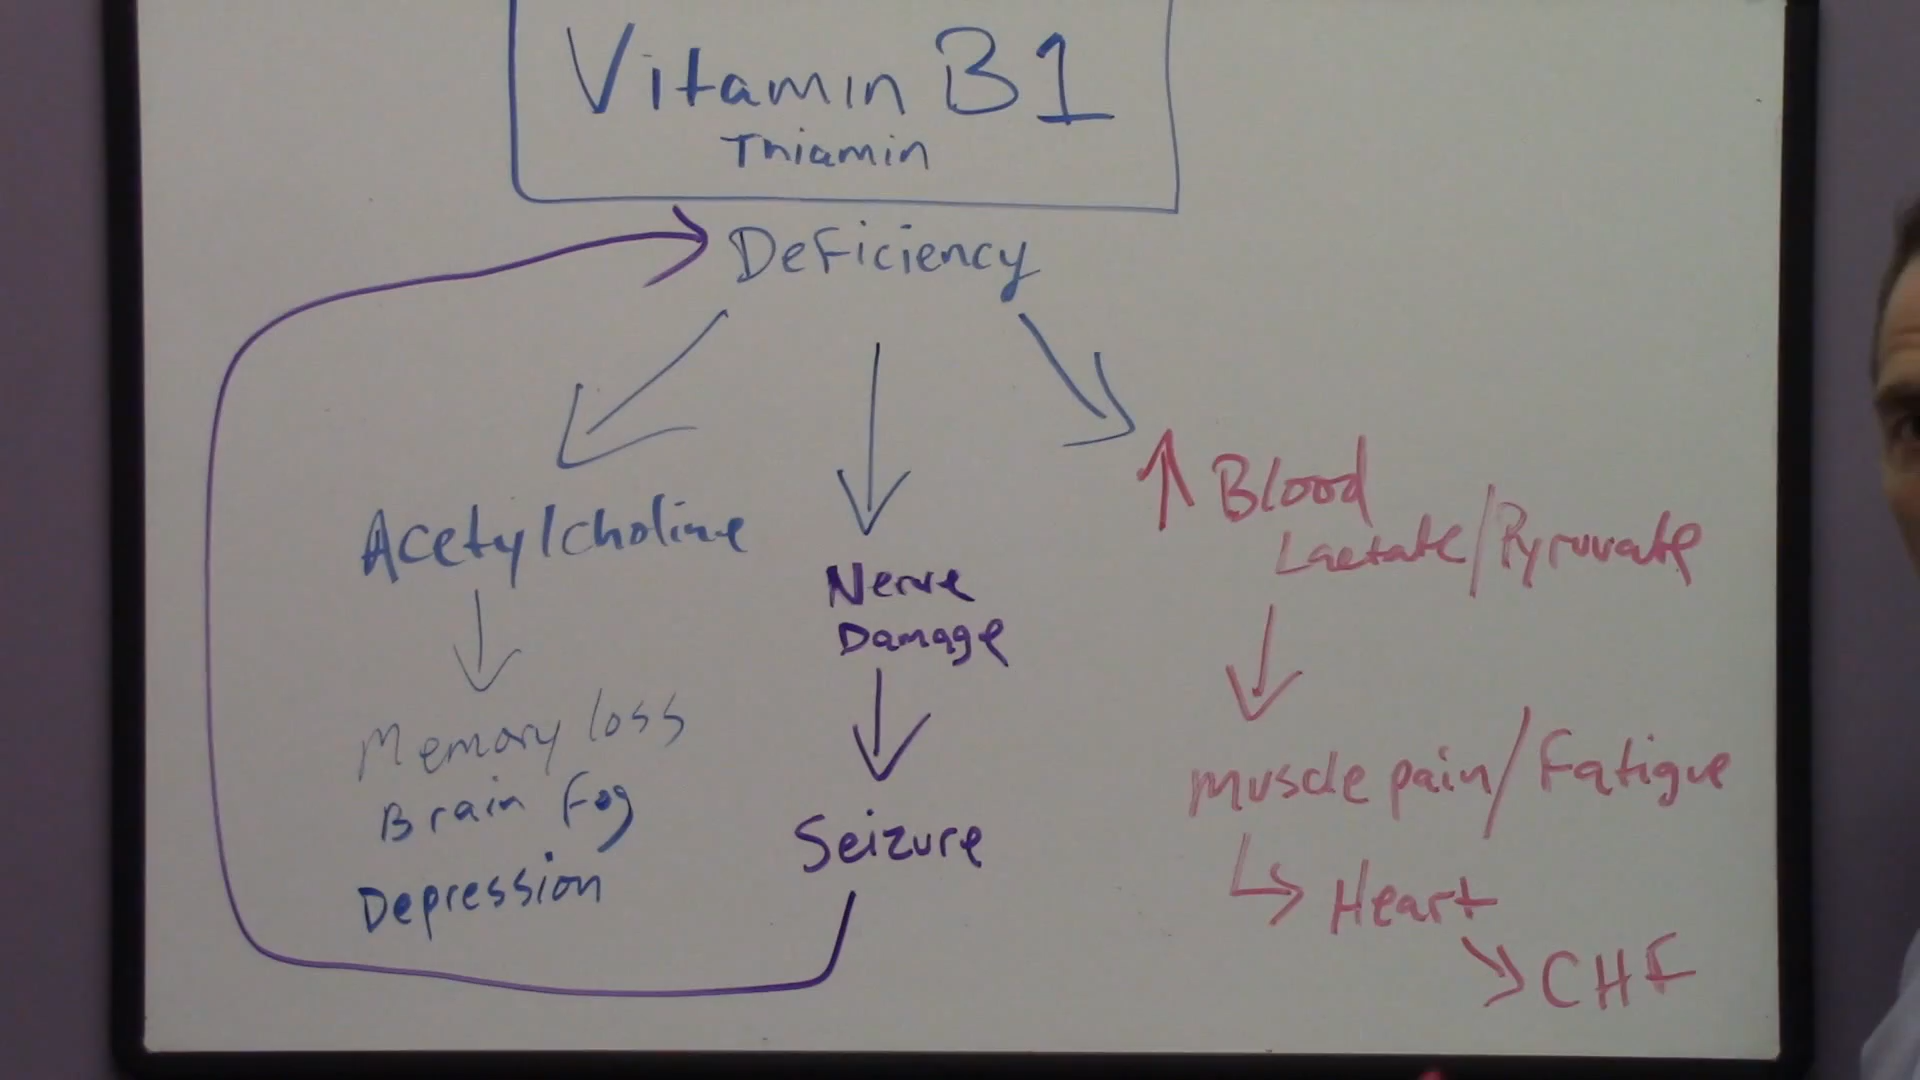 Vitamin B1
Thiamin
Deficiency
Acetylcholine
Memory loss
Brain Fog
Depression
Nerve
Damage
Seizure
↑ Blood
Lactate/Pyruvate
Muscle pain/Fatigue
Heart
CHF